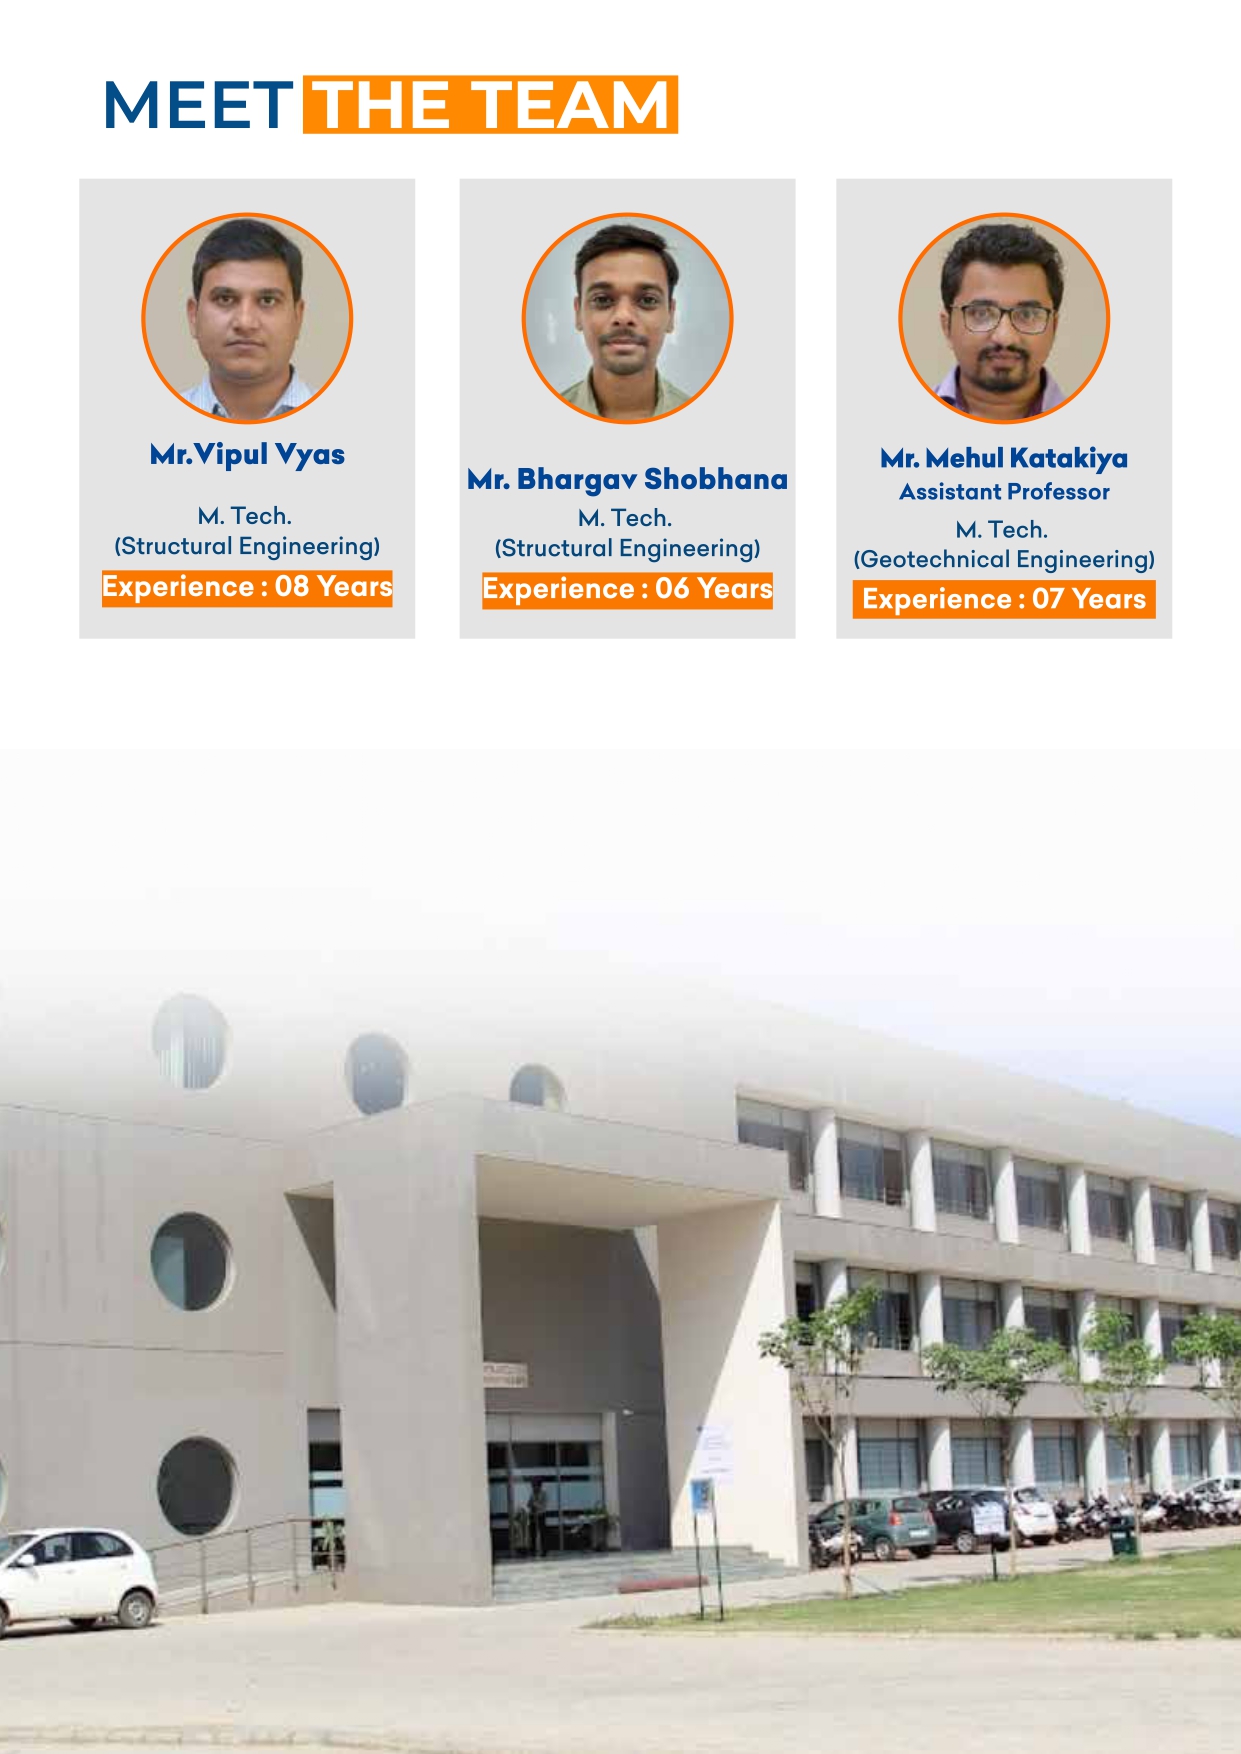 MEET THE TEAM
Mr.Vipul Vyas
M. Tech.
(Structural Engineering)
Experience : 08 Years
Mr. Bhargav Shobhana
M. Tech.
(Structural Engineering)
Experience : 06 Years
Mr. Mehul Katakiya
Assistant Professor
M. Tech.
(Geotechnical Engineering)
Experience : 07 Years